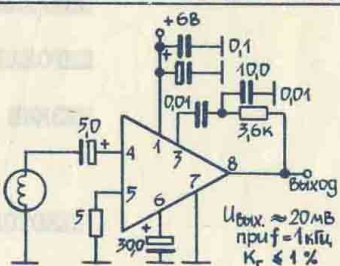 +6В
0,1
10,0
0,01
0,01
3,6к
5,0
4
1
3
8
выход
5
6
7
5
30,0
Uвых. ≈ 20мВ
при f = 1кГц
Kг ≤ 1 %